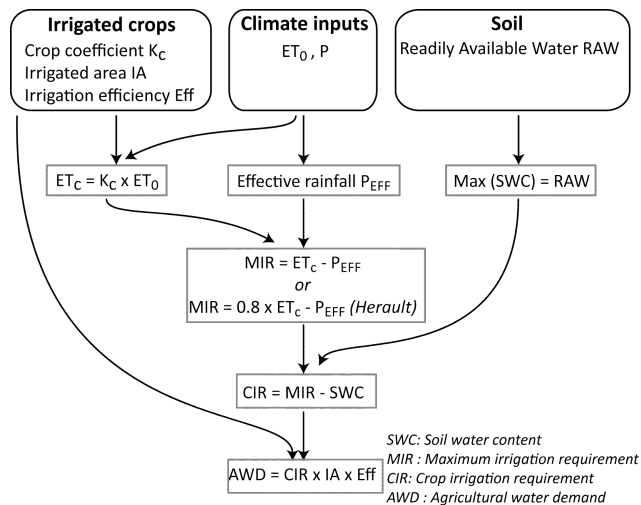 Irrigated crops
Crop coefficient Kc
Irrigated area IA
Irrigation efficiency Eff
Climate inputs
ET0 , P
Soil
Readily Available Water RAW
ETc = Kc x ET0
Effective rainfall PEFF
Max (SWC) = RAW
MIR = ETc - PEFF
or
MIR = 0.8 x ETc - PEFF (Herault)
CIR = MIR - SWC
AWD = CIR x IA x Eff
SWC: Soil water content
MIR : Maximum irrigation requirement
CIR: Crop irrigation requirement
AWD : Agricultural water demand